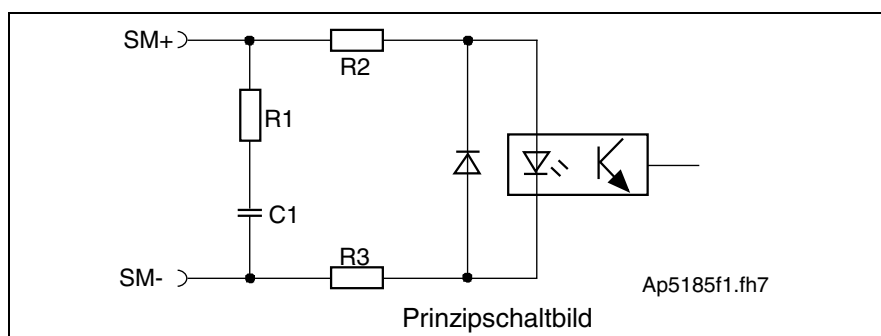 SM+
R2
R1
C1
R3
SM-
Ap5185f1.fh7
Prinzipschaltbild